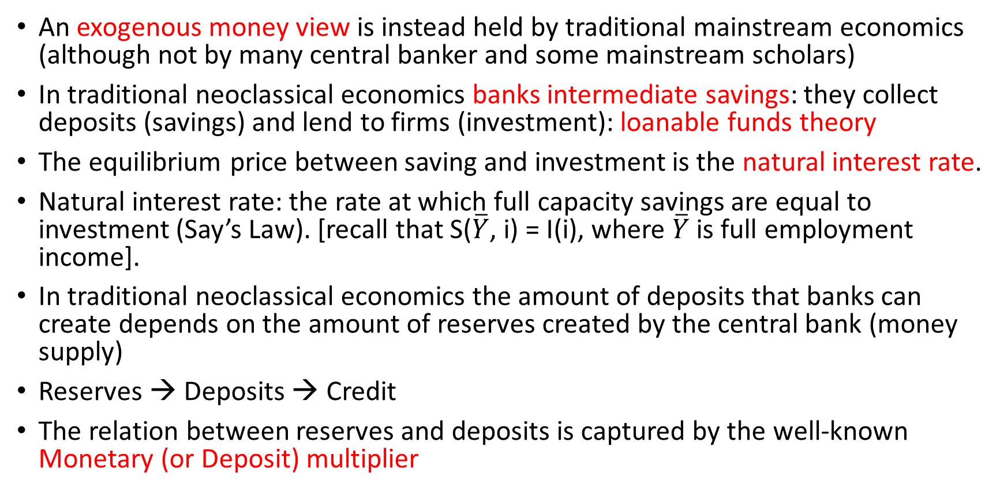 • An exogenous money view is instead held by traditional mainstream economics
(although not by many central banker and some mainstream scholars)
• In traditional neoclassical economics banks intermediate savings: they collect
deposits (savings) and lend to firms (investment): loanable funds theory
• The equilibrium price between saving and investment is the natural interest rate.
• Natural interest rate: the rate at which full capacity savings are equal to
investment (Say’s Law). [recall that S(Y̅, i) = I(i), where Y̅ is full employment
income].
• In traditional neoclassical economics the amount of deposits that banks can
create depends on the amount of reserves created by the central bank (money
supply)
• Reserves → Deposits → Credit
• The relation between reserves and deposits is captured by the well-known
Monetary (or Deposit) multiplier